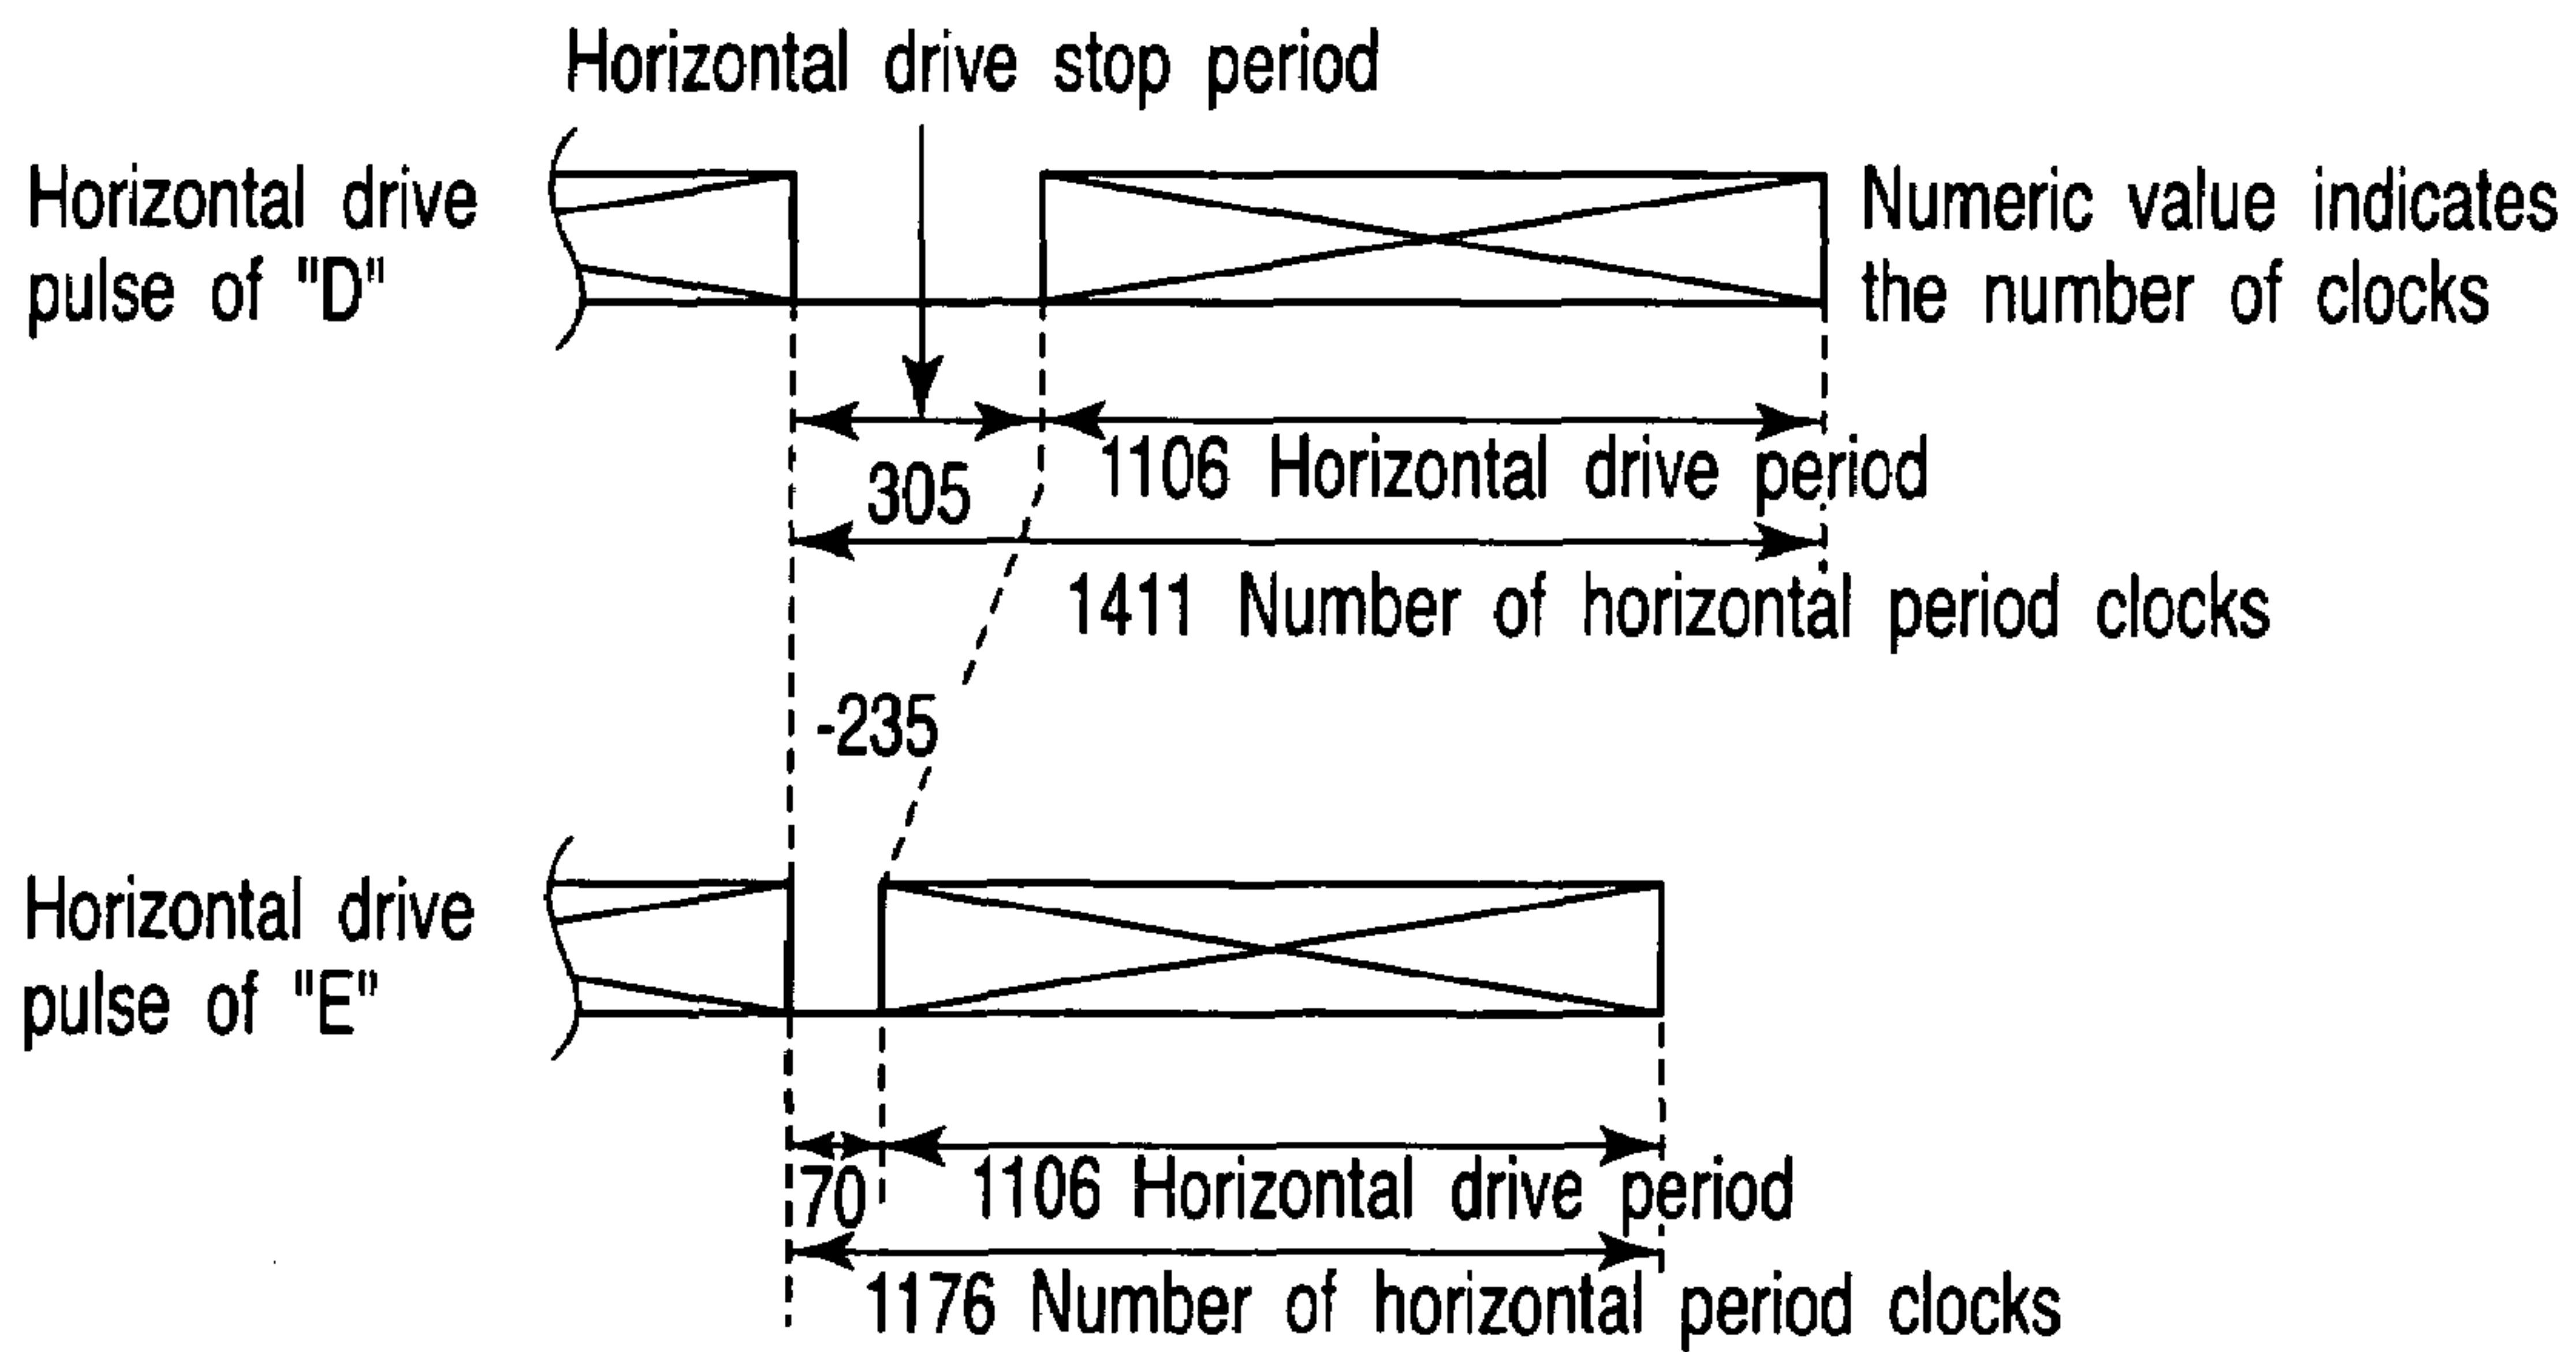 Horizontal drive stop period
Horizontal drive
pulse of "D"
Numeric value indicates
the number of clocks
305
1106 Horizontal drive period
1411 Number of horizontal period clocks
-235
Horizontal drive
pulse of "E"
70
1106 Horizontal drive period
1176 Number of horizontal period clocks